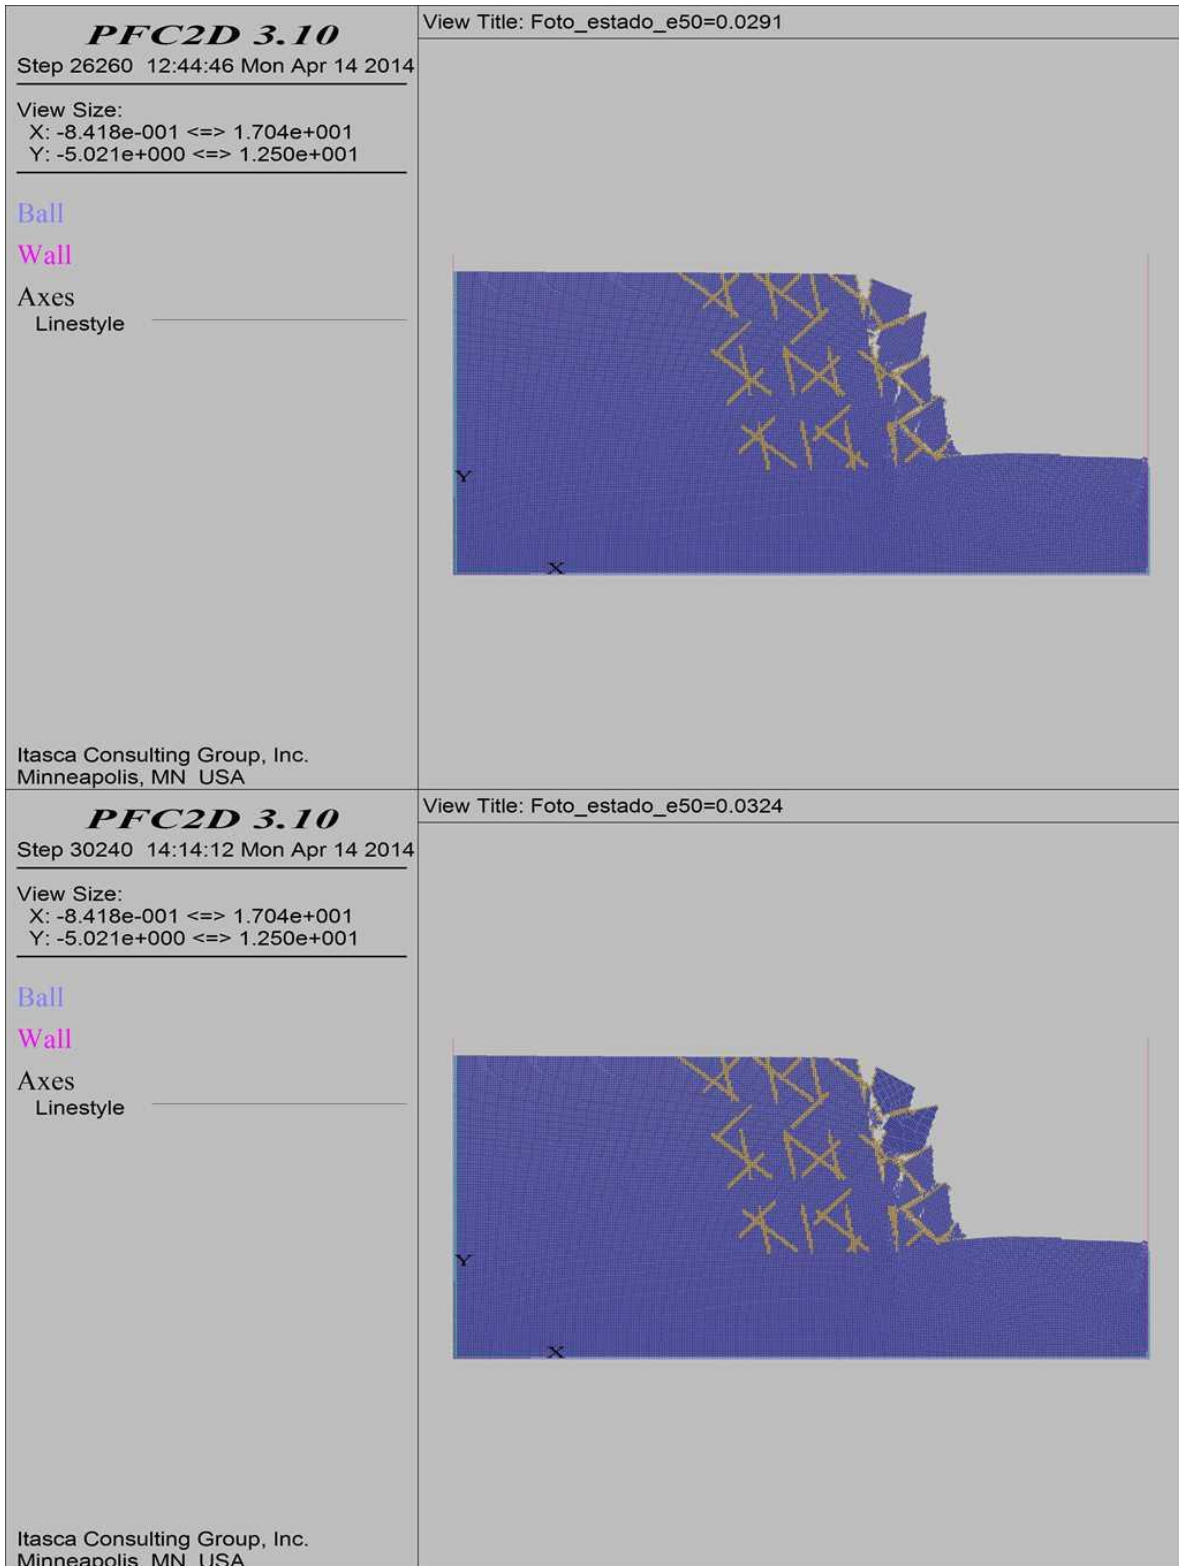 PFC2D 3.10
Step 26260  12:44:46 Mon Apr 14 2014
View Size:
X: -8.418e-001 <=> 1.704e+001
Y: -5.021e+000 <=> 1.250e+001
Ball
Wall
Axes
Linestyle
Itasca Consulting Group, Inc.
Minneapolis, MN  USA
View Title: Foto_estado_e50=0.0291
Y
X
PFC2D 3.10
Step 30240  14:14:12 Mon Apr 14 2014
View Size:
X: -8.418e-001 <=> 1.704e+001
Y: -5.021e+000 <=> 1.250e+001
Ball
Wall
Axes
Linestyle
Itasca Consulting Group, Inc.
Minneapolis, MN  USA
View Title: Foto_estado_e50=0.0324
Y
X